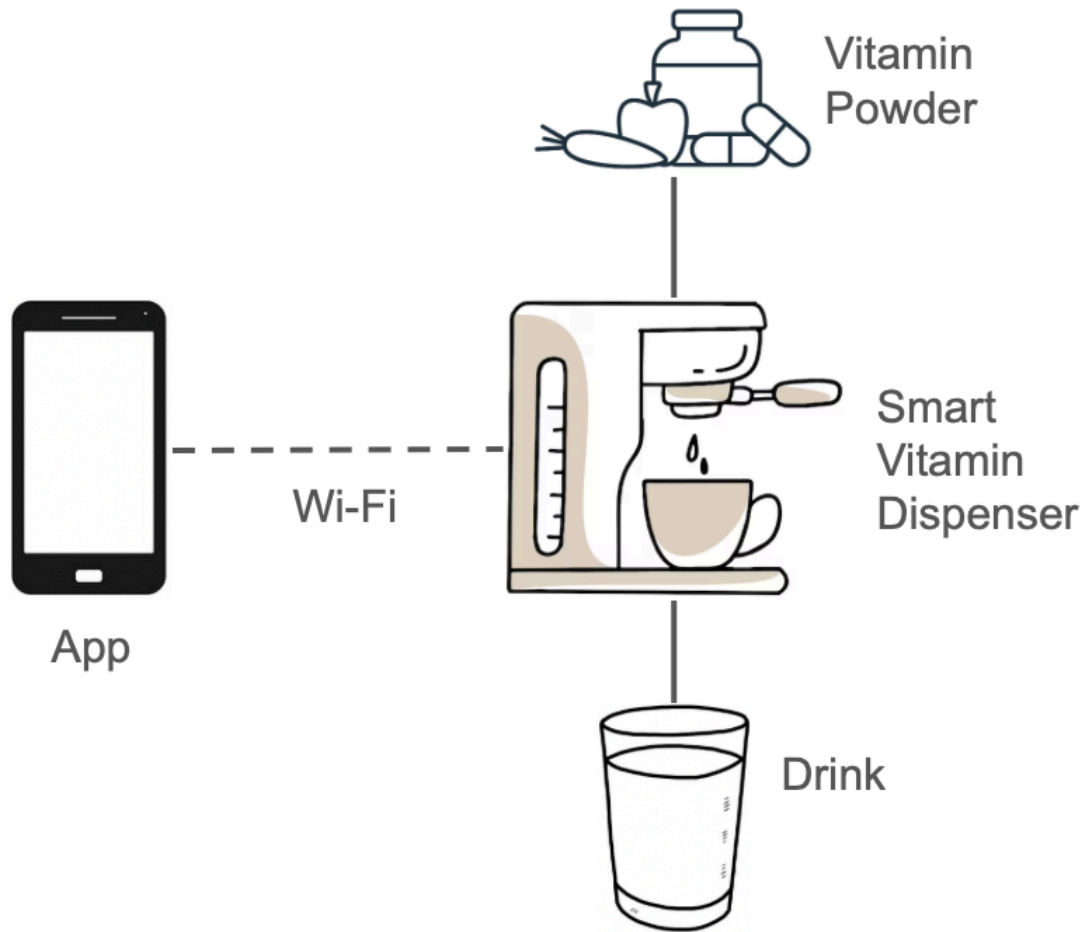 Vitamin
Powder
Smart
Vitamin
Dispenser
Wi-Fi
App
Drink